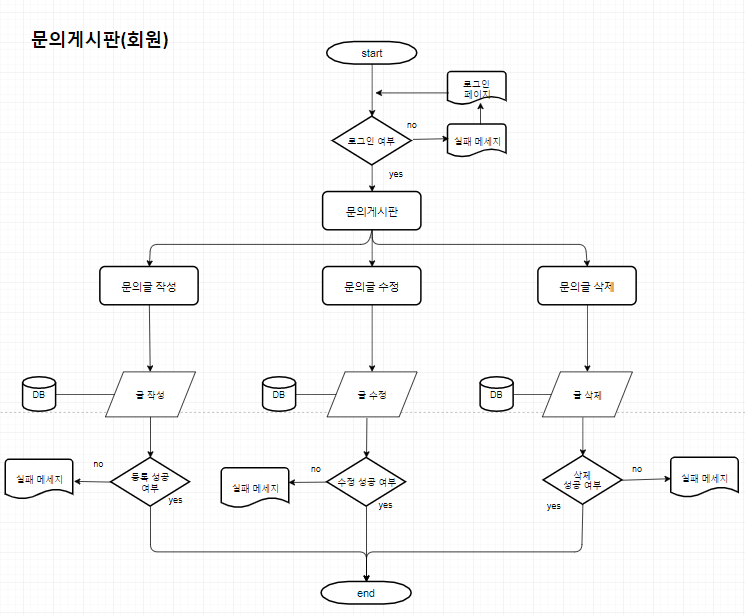 문의게시판(회원)
start
로그인
페이지
no
로그인 여부
실패 메세지
yes
문의게시판
문의글 작성
문의글 수정
문의글 삭제
DB
글 작성
DB
글 수정
DB
글 삭제
no
등록 성공
여부
실패 메세지
yes
no
수정 성공 여부
실패 메세지
yes
삭제
성공 여부
no
실패 메세지
yes
end